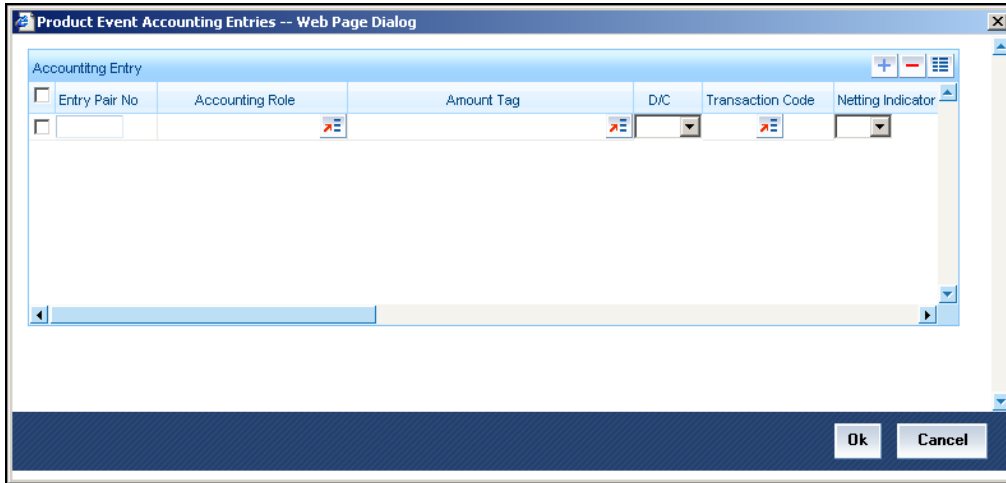 Product Event Accounting Entries -- Web Page Dialog
Accountitng Entry
Entry Pair No Accounting Role Amount Tag D/C Transaction Code Netting Indicator
Ok Cancel